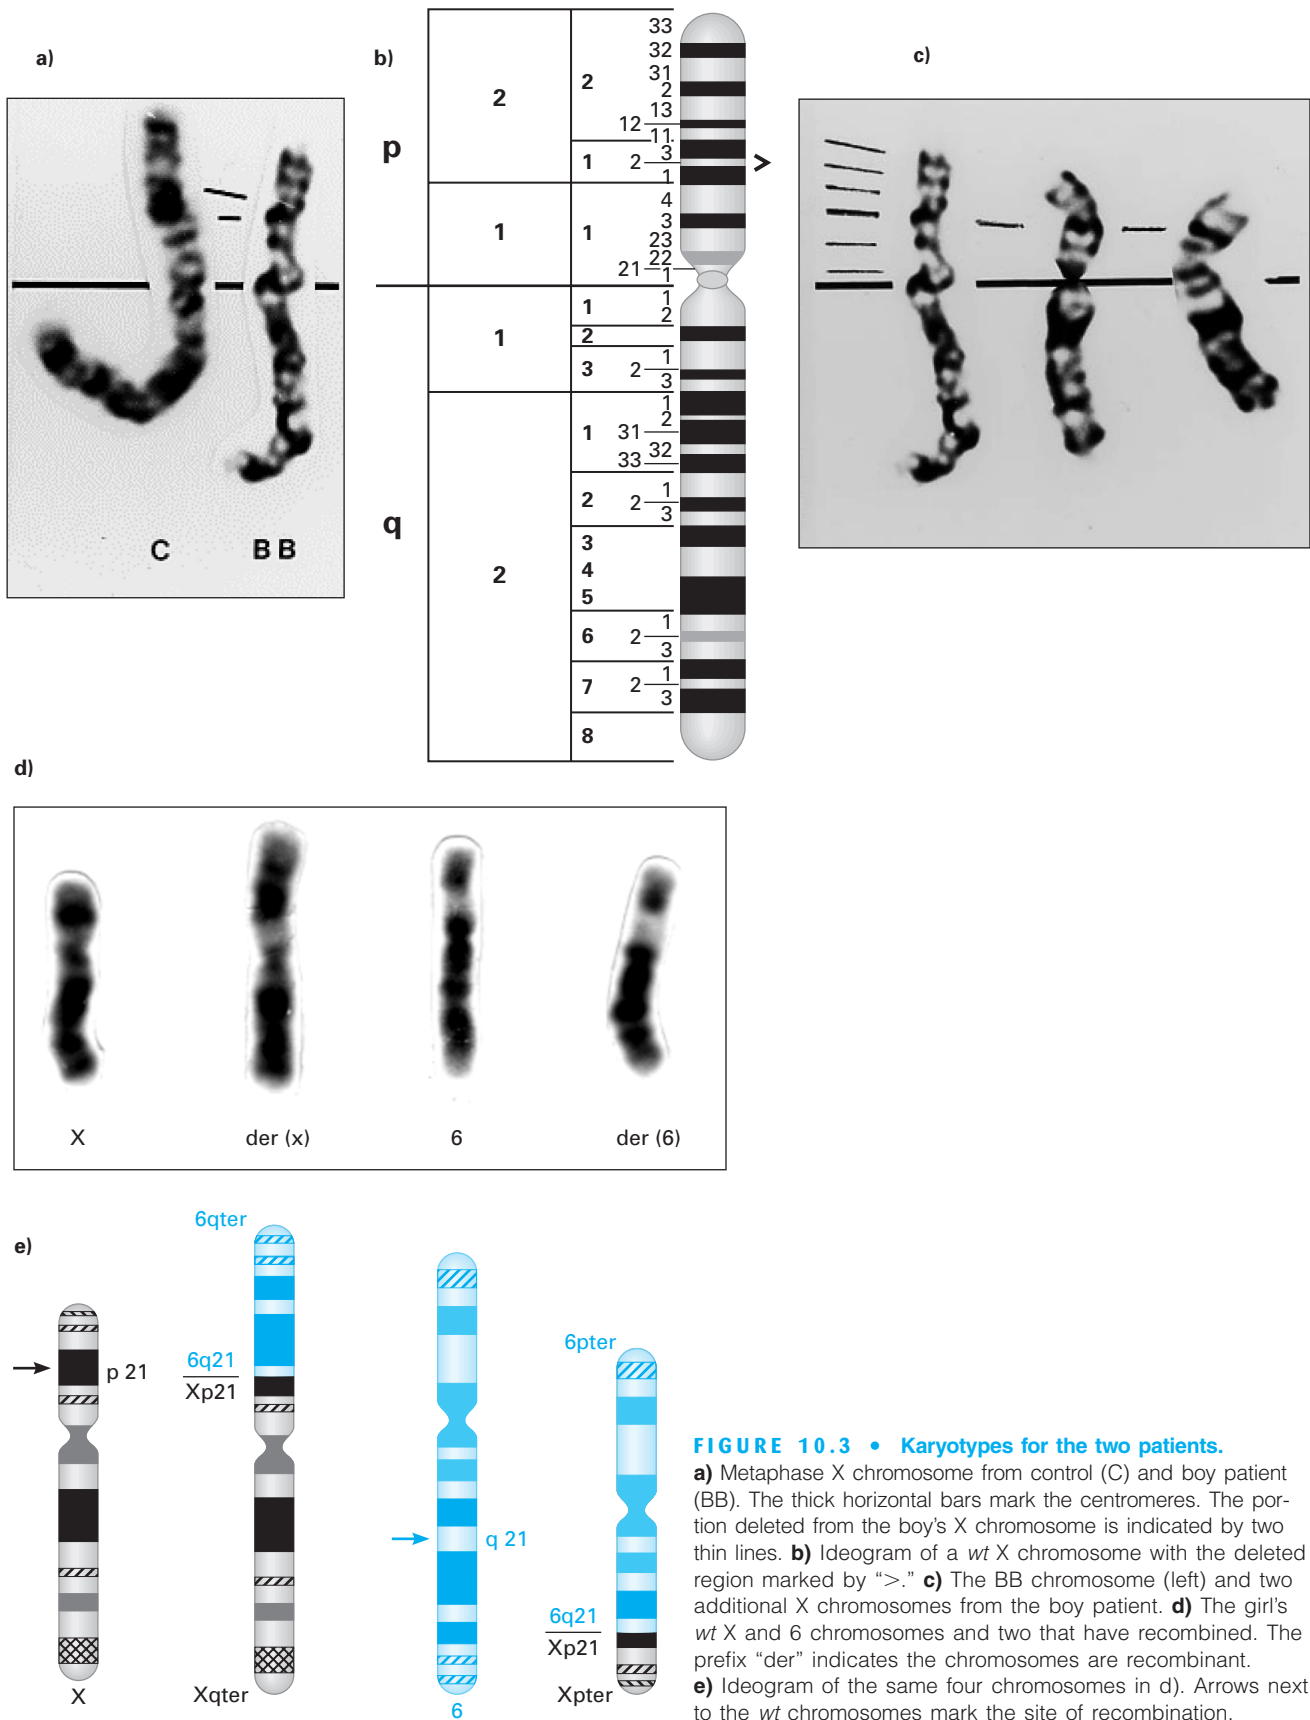 a)
C
B B
b)
p
q
2
1
1
2
2
1
1
1
2
3
1
2
3
4
5
6
7
8
33
32
31
2
13
12
11
3
2
1
4
3
23
22
21
1
1
2
1
2
3
1
2
31
32
33
1
2
3
1
2
3
1
2
3
>
c)
d)
X
der (x)
6
der (6)
e)
p 21
X
6qter
6q21
Xp21
Xqter
q 21
6
6pter
6q21
Xp21
Xpter
FIGURE 10.3 • Karyotypes for the two patients.
a) Metaphase X chromosome from control (C) and boy patient
(BB). The thick horizontal bars mark the centromeres. The por-
tion deleted from the boy's X chromosome is indicated by two
thin lines. b) Ideogram of a wt X chromosome with the deleted
region marked by ">." c) The BB chromosome (left) and two
additional X chromosomes from the boy patient. d) The girl's
wt X and 6 chromosomes and two that have recombined. The
prefix "der" indicates the chromosomes are recombinant.
e) Ideogram of the same four chromosomes in d). Arrows next
to the wt chromosomes mark the site of recombination.